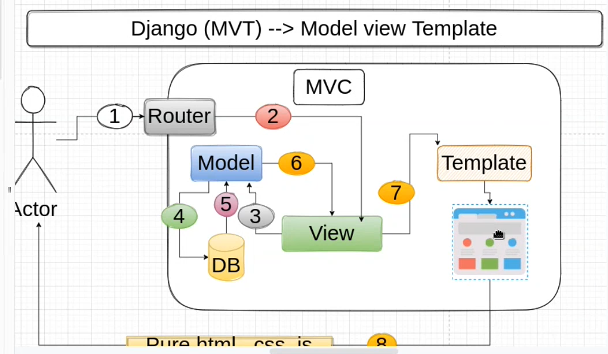 Django (MVT) --> Model view Template
MVC
1
Router
2
Model
6
Template
7
5
4
3
View
Actor
DB
Pure html css js
8